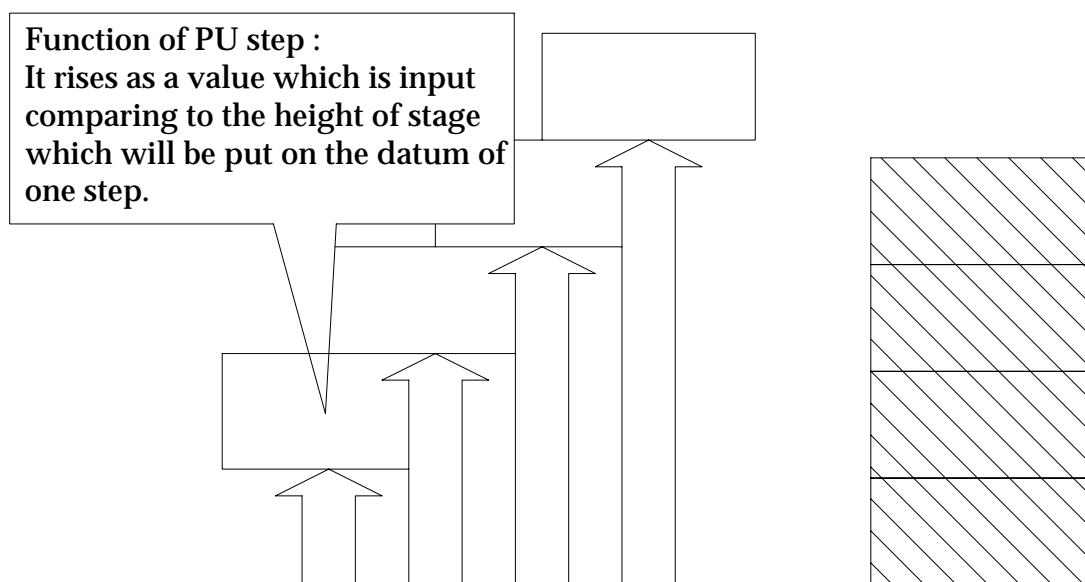 Function of PU step :
It rises as a value which is input
comparing to the height of stage
which will be put on the datum of
one step.